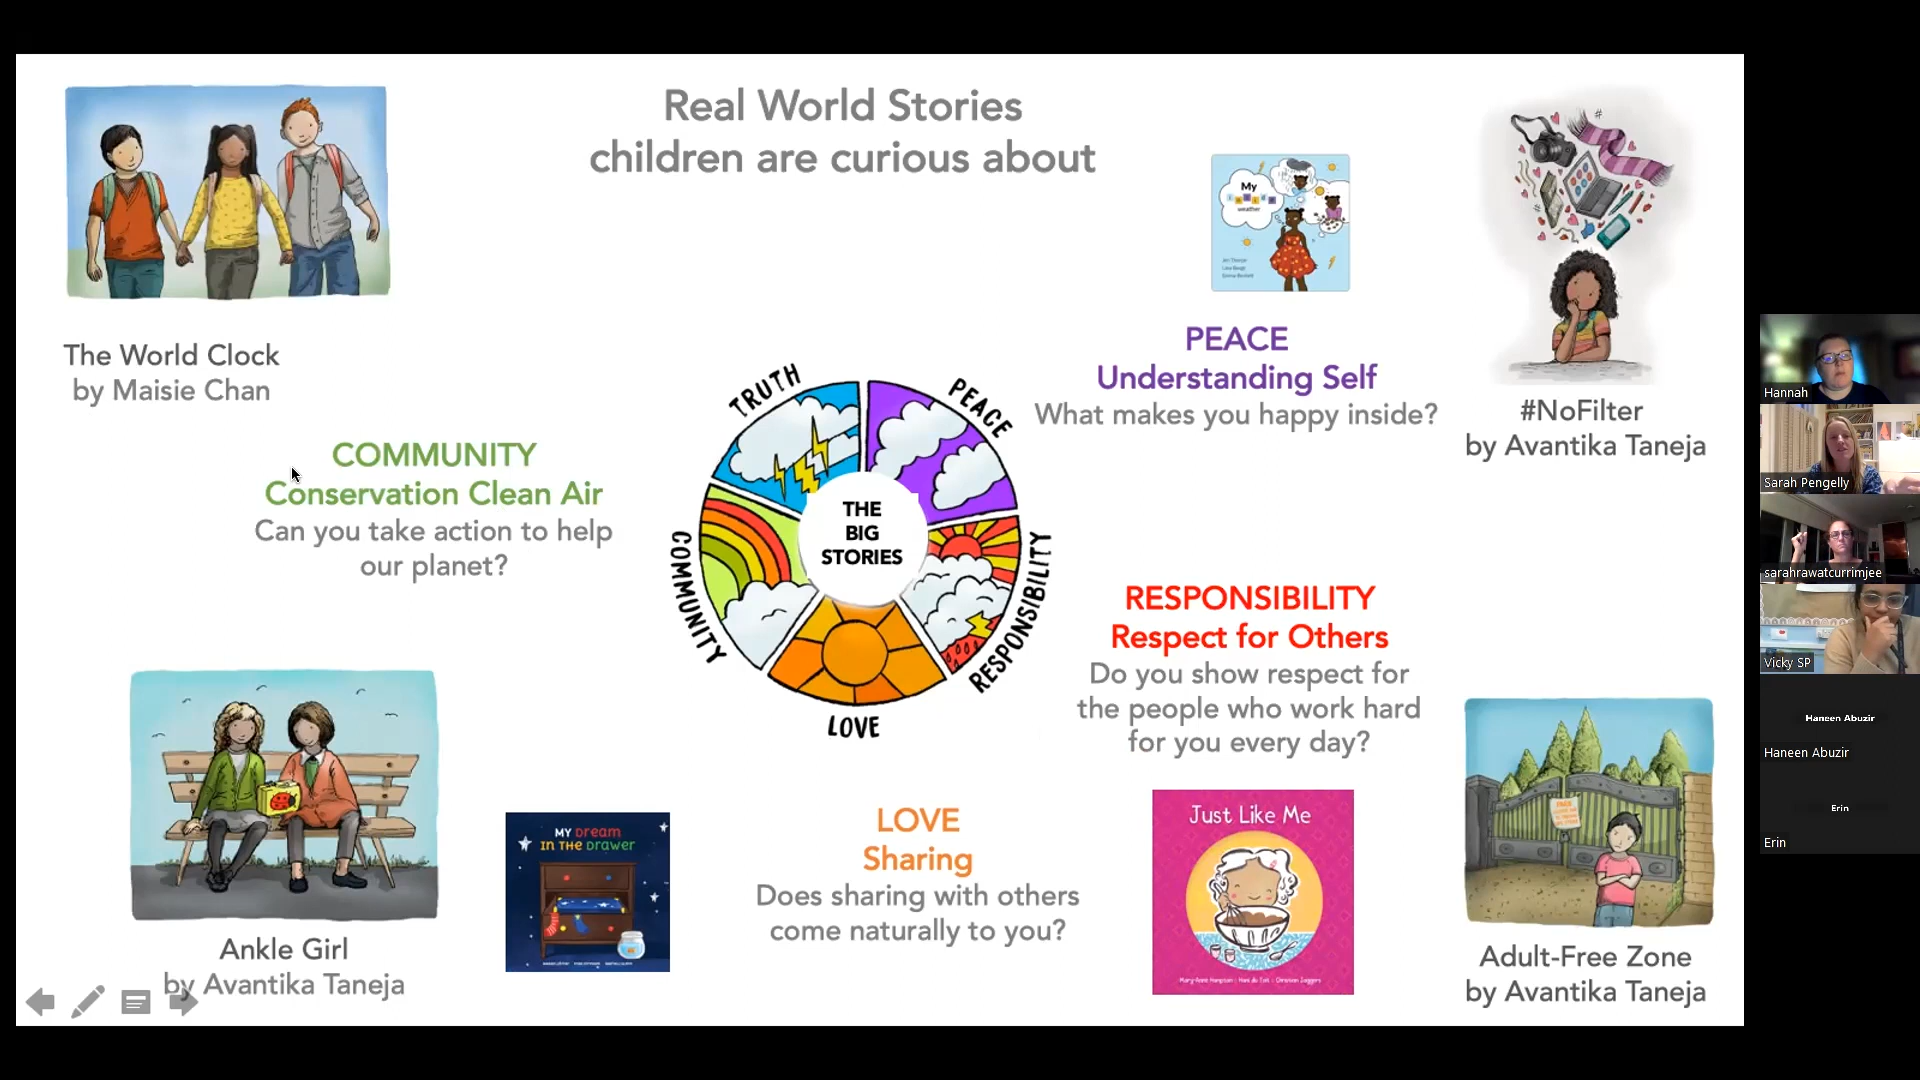 Real World Stories
children are curious about
The World Clock
by Maisie Chan
COMMUNITY
Conservation Clean Air
Can you take action to help
our planet?
My
inside
weather
PEACE
Understanding Self
What makes you happy inside?
#
#NoFilter
by Avantika Taneja
TRUTH
PEACE
COMMUNITY
RESPONSIBILITY
LOVE
THE
BIG
STORIES
RESPONSIBILITY
Respect for Others
Do you show respect for
the people who work hard
for you every day?
Ankle Girl
by Avantika Taneja
MY DReam
IN THE DRaweR
LOVE
Sharing
Does sharing with others
come naturally to you?
Just Like Me
Adult-Free Zone
by Avantika Taneja
Hannah
Sarah Pengelly
sarahrawatcurrimjee
Vicky SP
Haneen Abuzir
Haneen Abuzir
Erin
Erin